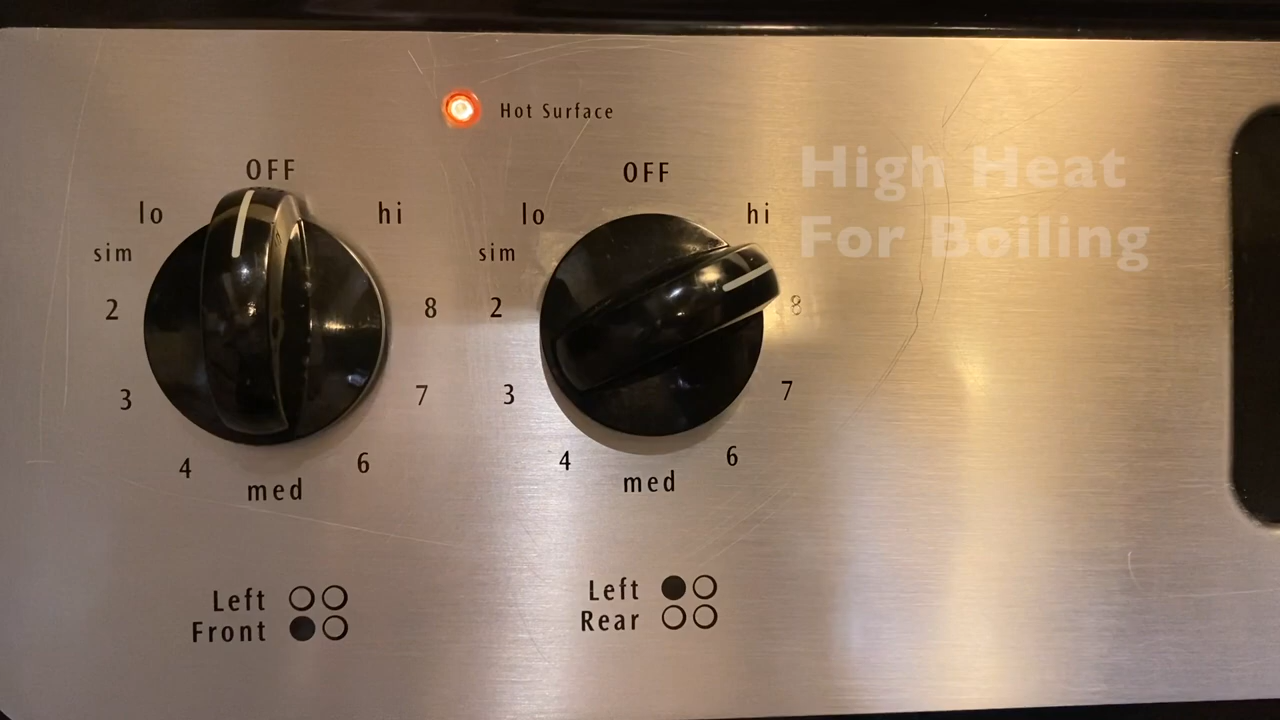 Hot Surface
OFF
lo
hi
sim
2
8
3
7
4
6
med
Left
Front
OFF
lo
hi
sim
2
8
3
7
4
6
med
Left
Rear
High Heat
For Boiling